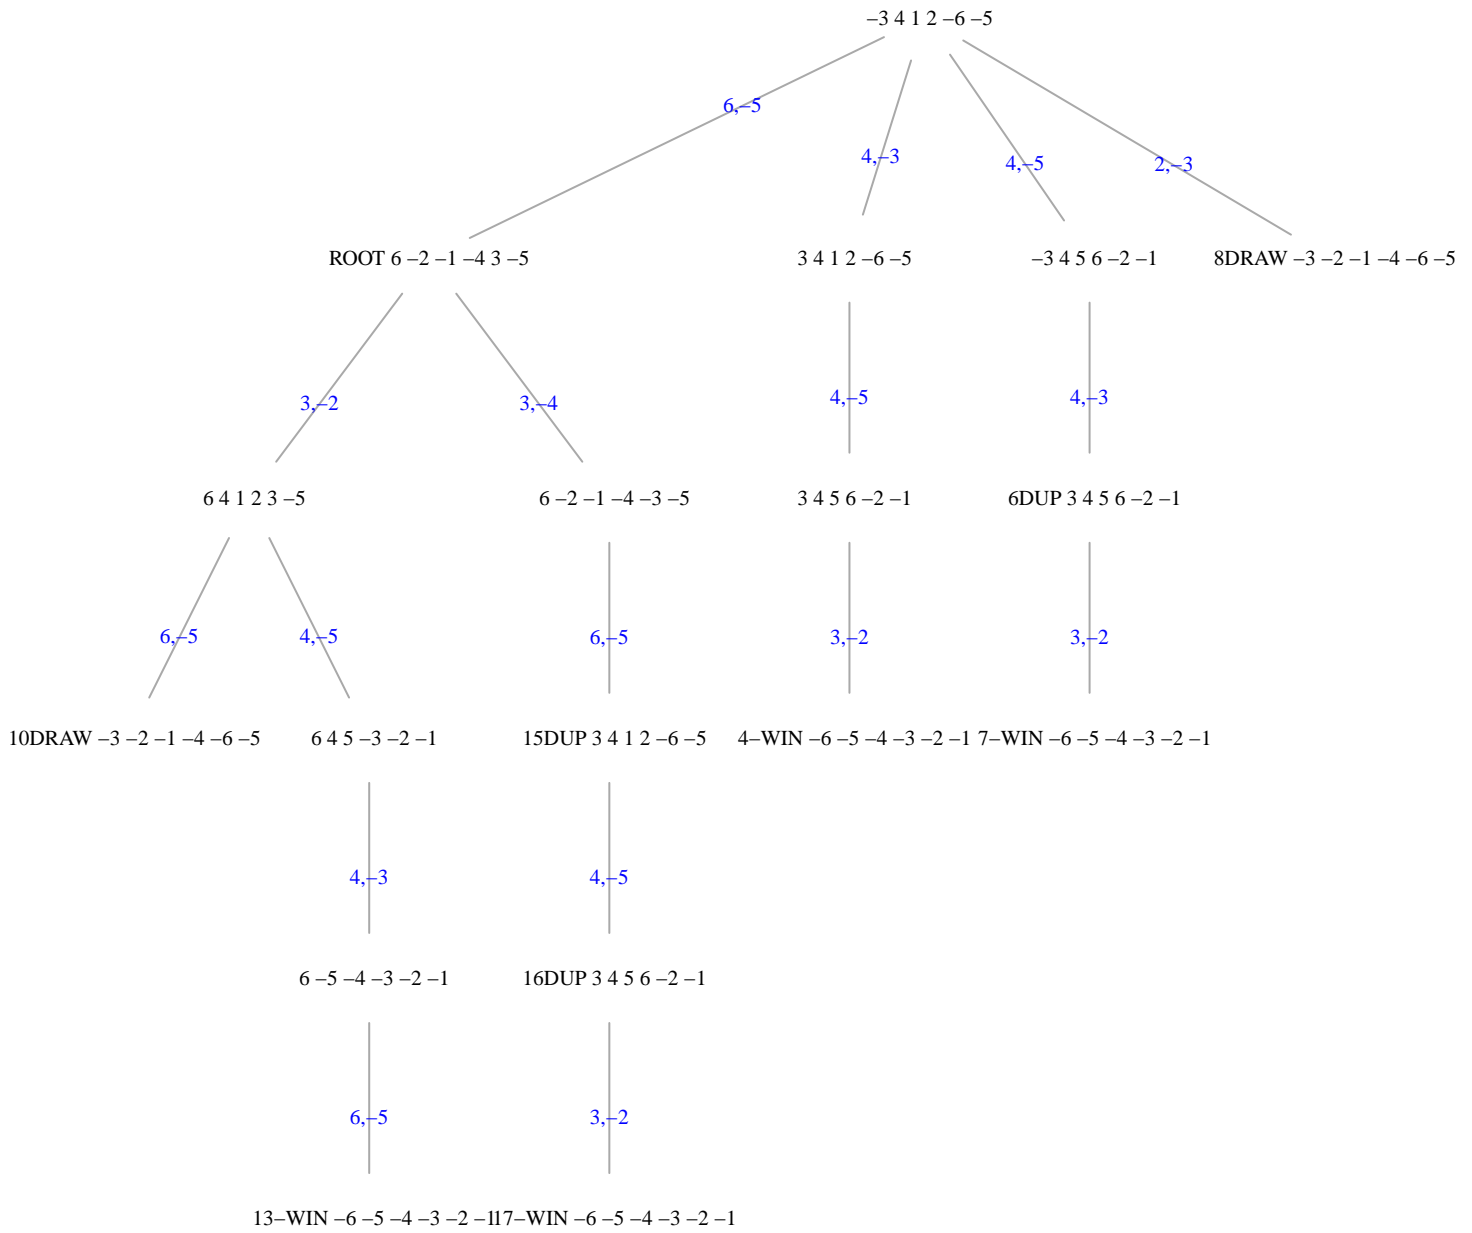 –3 4 1 2 –6 –5
6,–5
4,–3
4,–5
2,–3
ROOT 6 –2 –1 –4 3 –5
3 4 1 2 –6 –5
–3 4 5 6 –2 –1
8DRAW –3 –2 –1 –4 –6 –5
3,–2
3,–4
4,–5
4,–3
6 4 1 2 3 –5
6 –2 –1 –4 –3 –5
3 4 5 6 –2 –1
6DUP 3 4 5 6 –2 –1
6,–5
4,–5
6,–5
3,–2
3,–2
10DRAW –3 –2 –1 –4 –6 –5
6 4 5 –3 –2 –1
15DUP 3 4 1 2 –6 –5
4–WIN –6 –5 –4 –3 –2 –1
7–WIN –6 –5 –4 –3 –2 –1
4,–3
4,–5
6 –5 –4 –3 –2 –1
16DUP 3 4 5 6 –2 –1
6,–5
3,–2
13–WIN –6 –5 –4 –3 –2 –1
17–WIN –6 –5 –4 –3 –2 –1